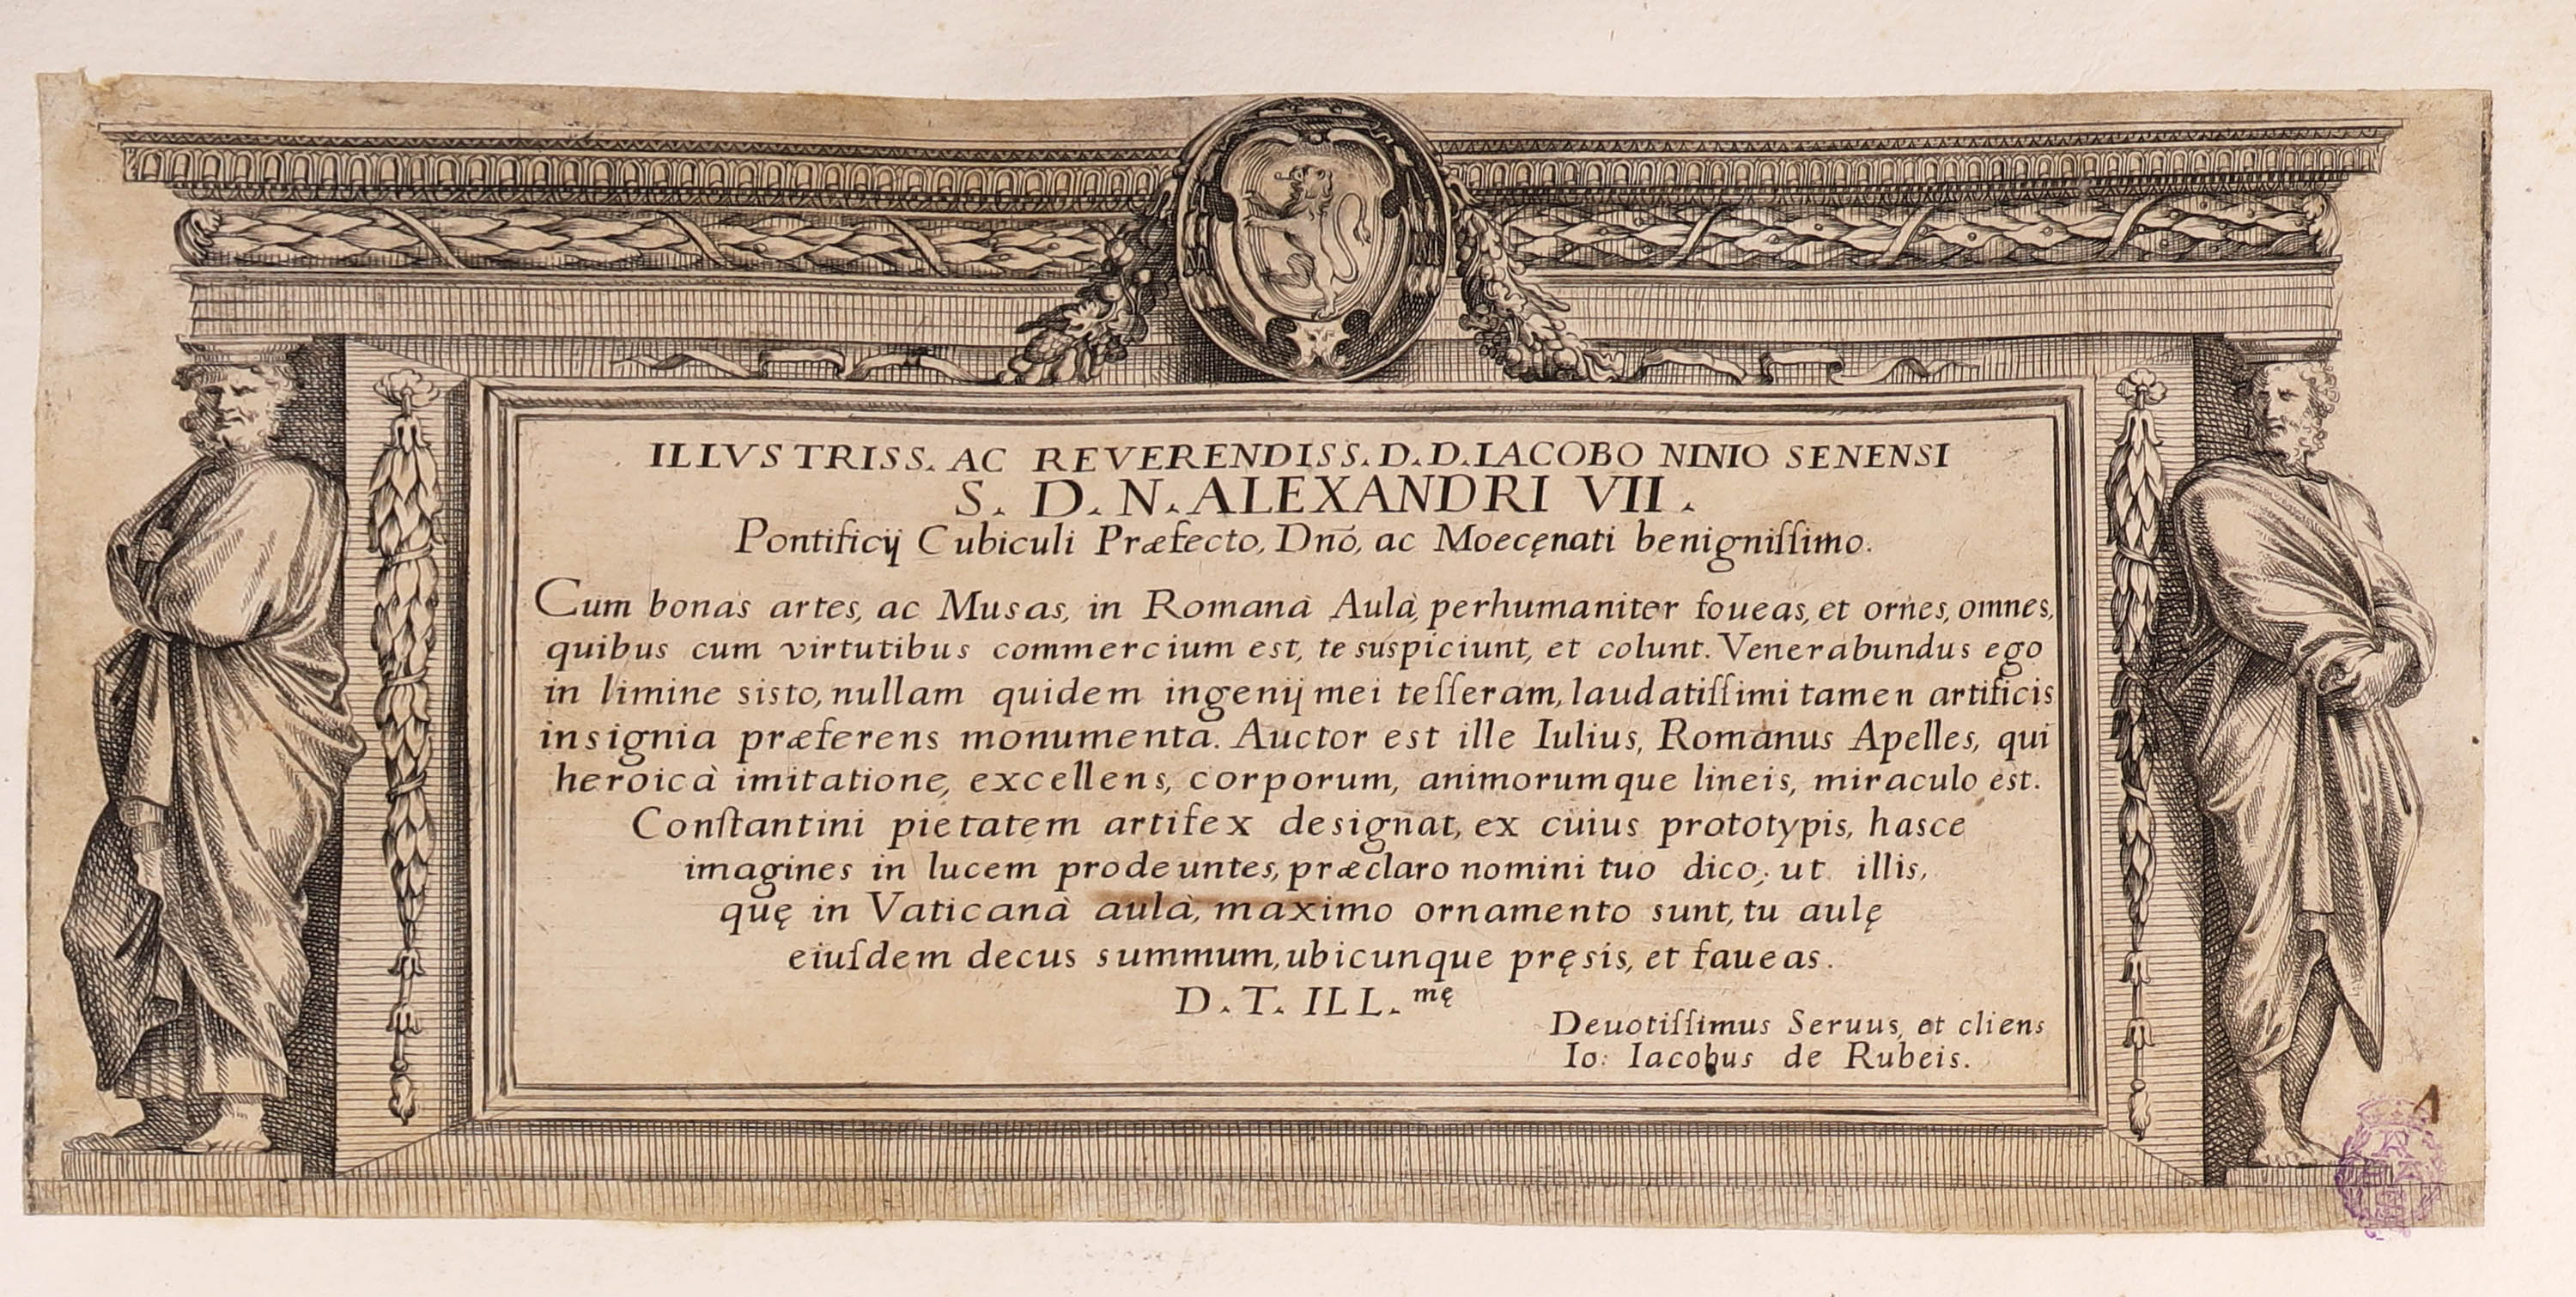 ILLVSTRISS. AC REVERENDISS. D. D. IACOBO NINIO SENENSI
S. D. N. ALEXANDRI VII.
Pontificij Cubiculi Præfecto, Dnō, ac Moecęnati benigniſſimo.
Cum bonas artes, ac Musas, in Romanà Aulà, perhumaniter foueas, et ornes, omnes,
quibus cum virtutibus commercium est, te suspiciunt, et colunt. Venerabundus ego
in limine sisto, nullam quidem ingenij mei teſſeram, laudatiſſimi tamen artificis
insignia præferens monumenta. Auctor est ille Iulius, Romanus Apelles, qui
heroicà imitatione, excellens, corporum, animorumque lineis, miraculo est.
Conſtantini pietatem artifex designat, ex cuius prototypis, hasce
imagines in lucem prodeuntes, præclaro nomini tuo dico; ut illis,
quę in Vaticanà aulà, maximo ornamento sunt, tu aulę
eiuſdem decus summum, ubicunque pręsis, et faueas.
D. T. ILL.mę
Deuotiſſimus Seruus, et cliens
Io: Iacobus de Rubeis.